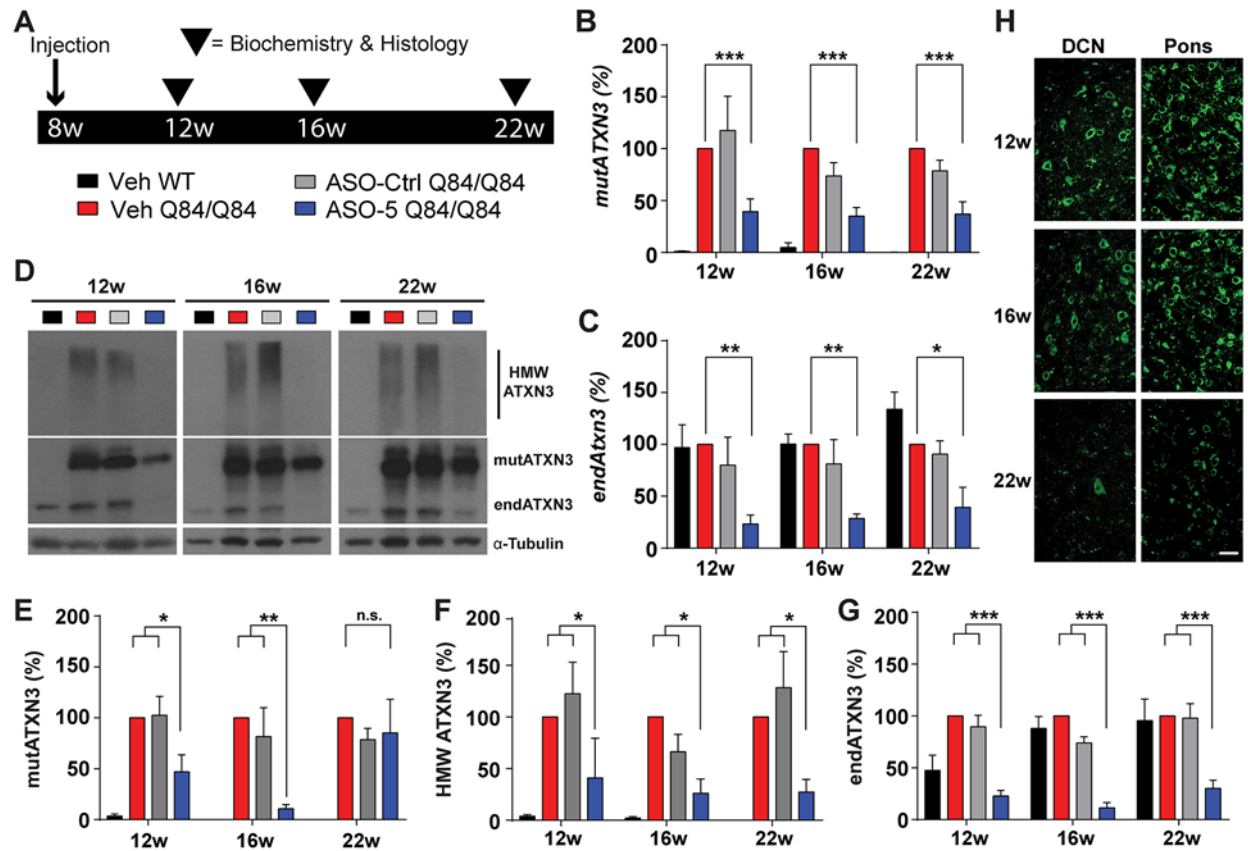 A
Injection
= Biochemistry & Histology
8w 12w 16w 22w
Veh WT
ASO-Ctrl Q84/Q84
Veh Q84/Q84
ASO-5 Q84/Q84
B
mutATXN3 (%)
200
150
100
50
0
*** *** ***
12w 16w 22w
C
endAtxn3 (%)
200
150
100
50
0
** ** *
12w 16w 22w
D
12w 16w 22w
HMW
ATXN3
mutATXN3
endATXN3
α-Tubulin
E
mutATXN3 (%)
200
150
100
50
0
* ** n.s.
12w 16w 22w
F
HMW ATXN3 (%)
200
150
100
50
0
* * *
12w 16w 22w
G
endATXN3 (%)
200
150
100
50
0
*** *** ***
12w 16w 22w
H
DCN Pons
12w
16w
22w